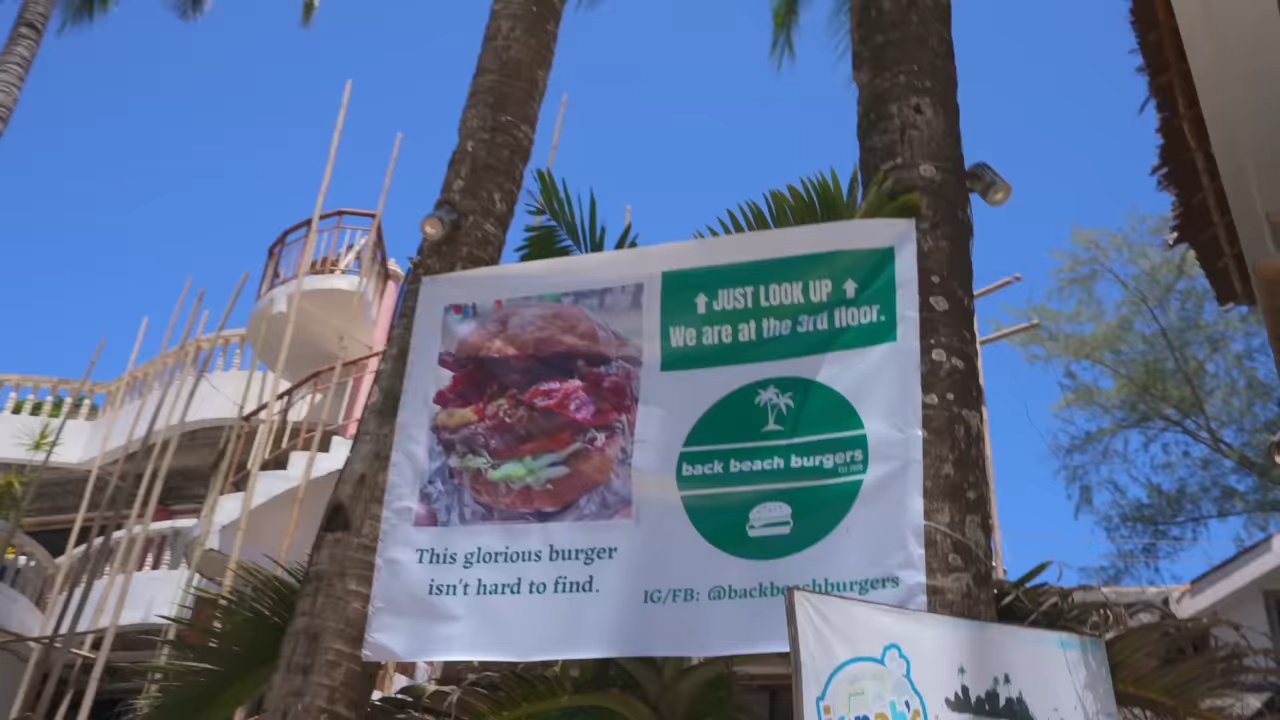 JUST LOOK UP
We are at the 3rd floor.
back beach burgers
This glorious burger
isn't hard to find.
IG/FB: @backbeachburgers